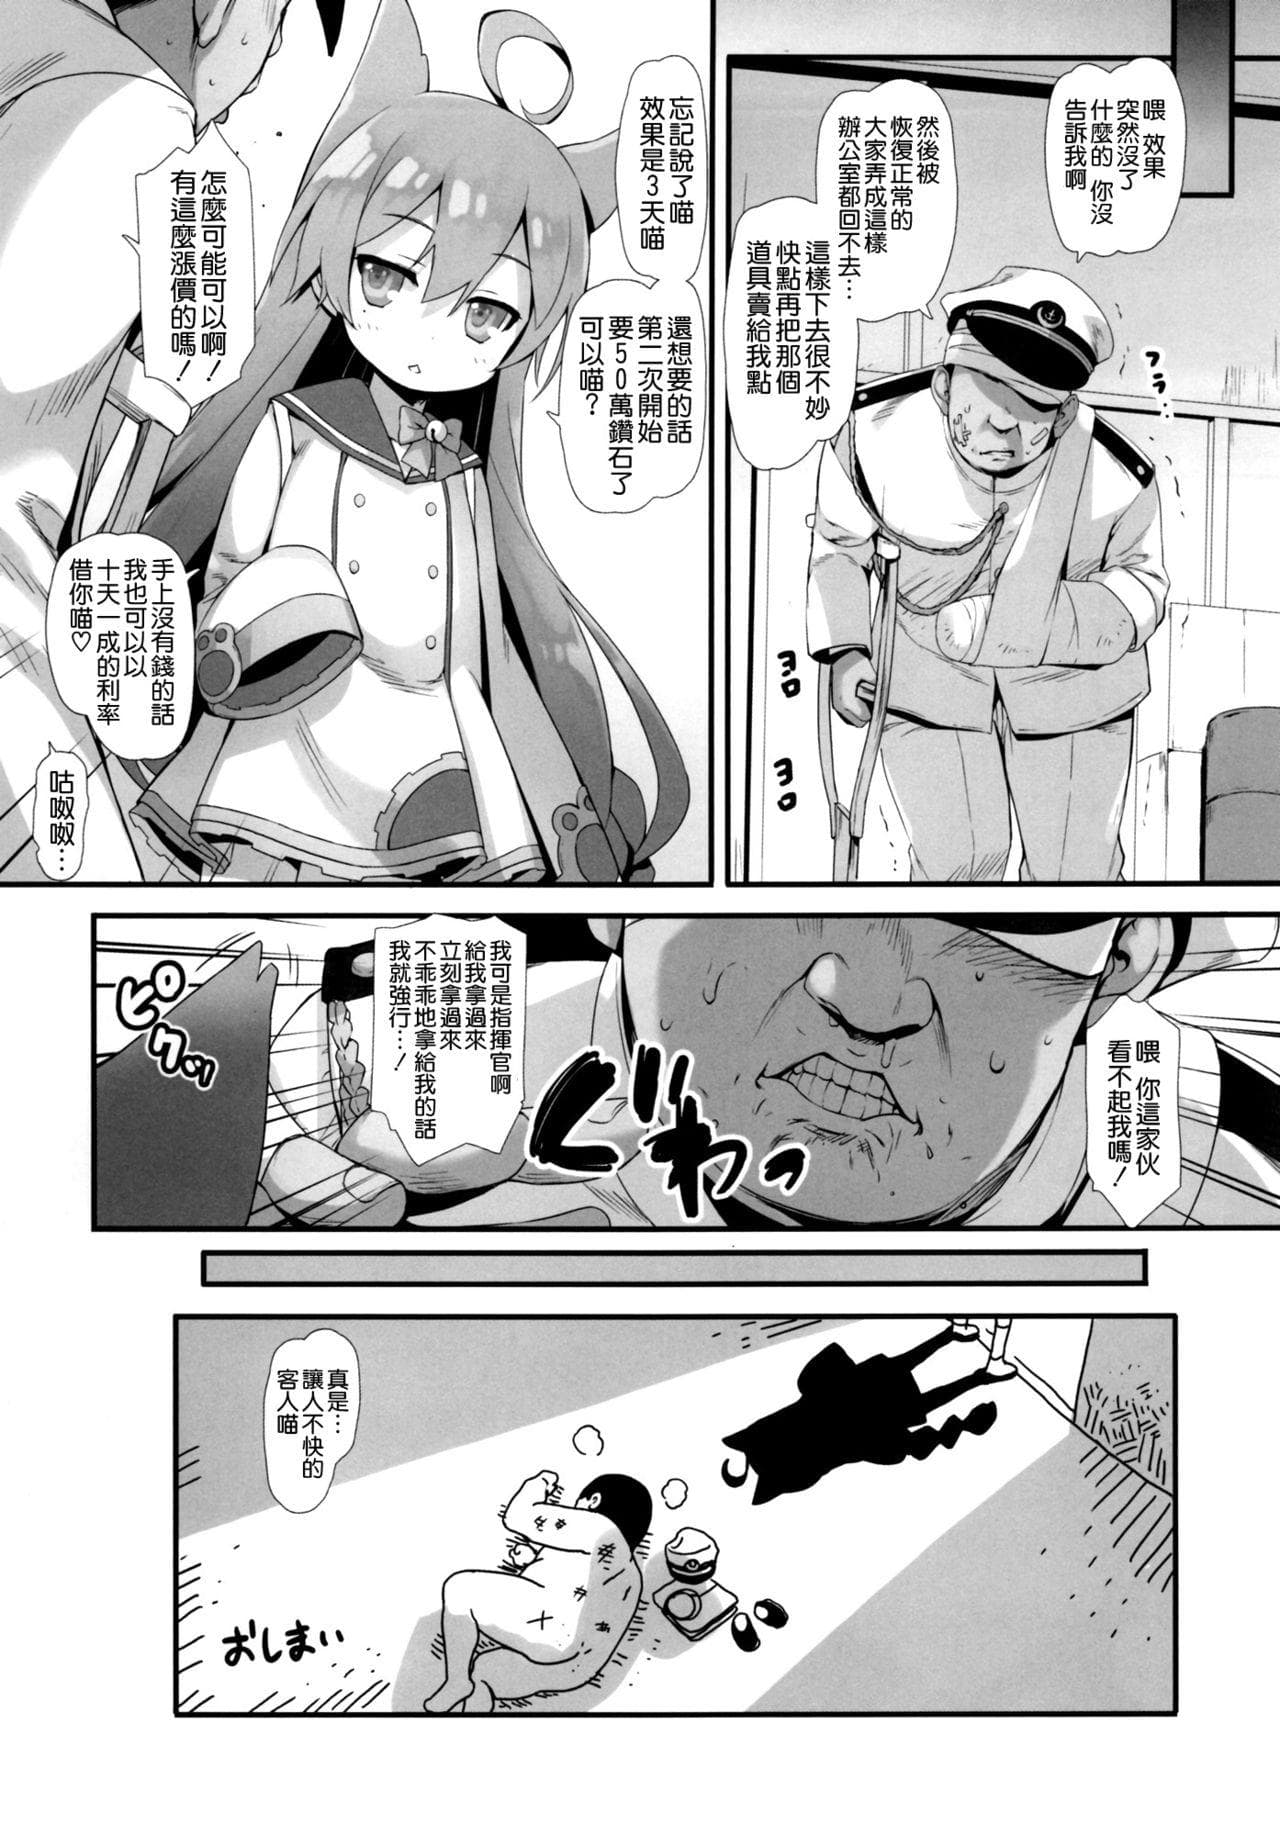 喂 效果
突然沒了
什麼的 你沒
告訴我啊
然後被
恢復正常的
大家弄成這樣
辦公室都回不去…
這樣下去很不妙
快點再把那個
道具賣給我點
フゥ…
ヨロ
ヨロ
忘記說了喵
效果是3天喵
還想要的話
第二次開始
要50萬鑽石了
可以喵?
怎麼可能可以啊!
有這麼漲價的嗎!
手上沒有錢的話
我也可以以
十天一成的利率
借你喵♡
咕呶呶…
喂 你這家伙
看不起我嗎!
ぐわっ
我可是指揮官啊
給我拿過來
立刻拿過來
不乖乖地拿給我的話
我就強行…!
ピクッ
真是…
讓人不快的
客人喵
おしまい